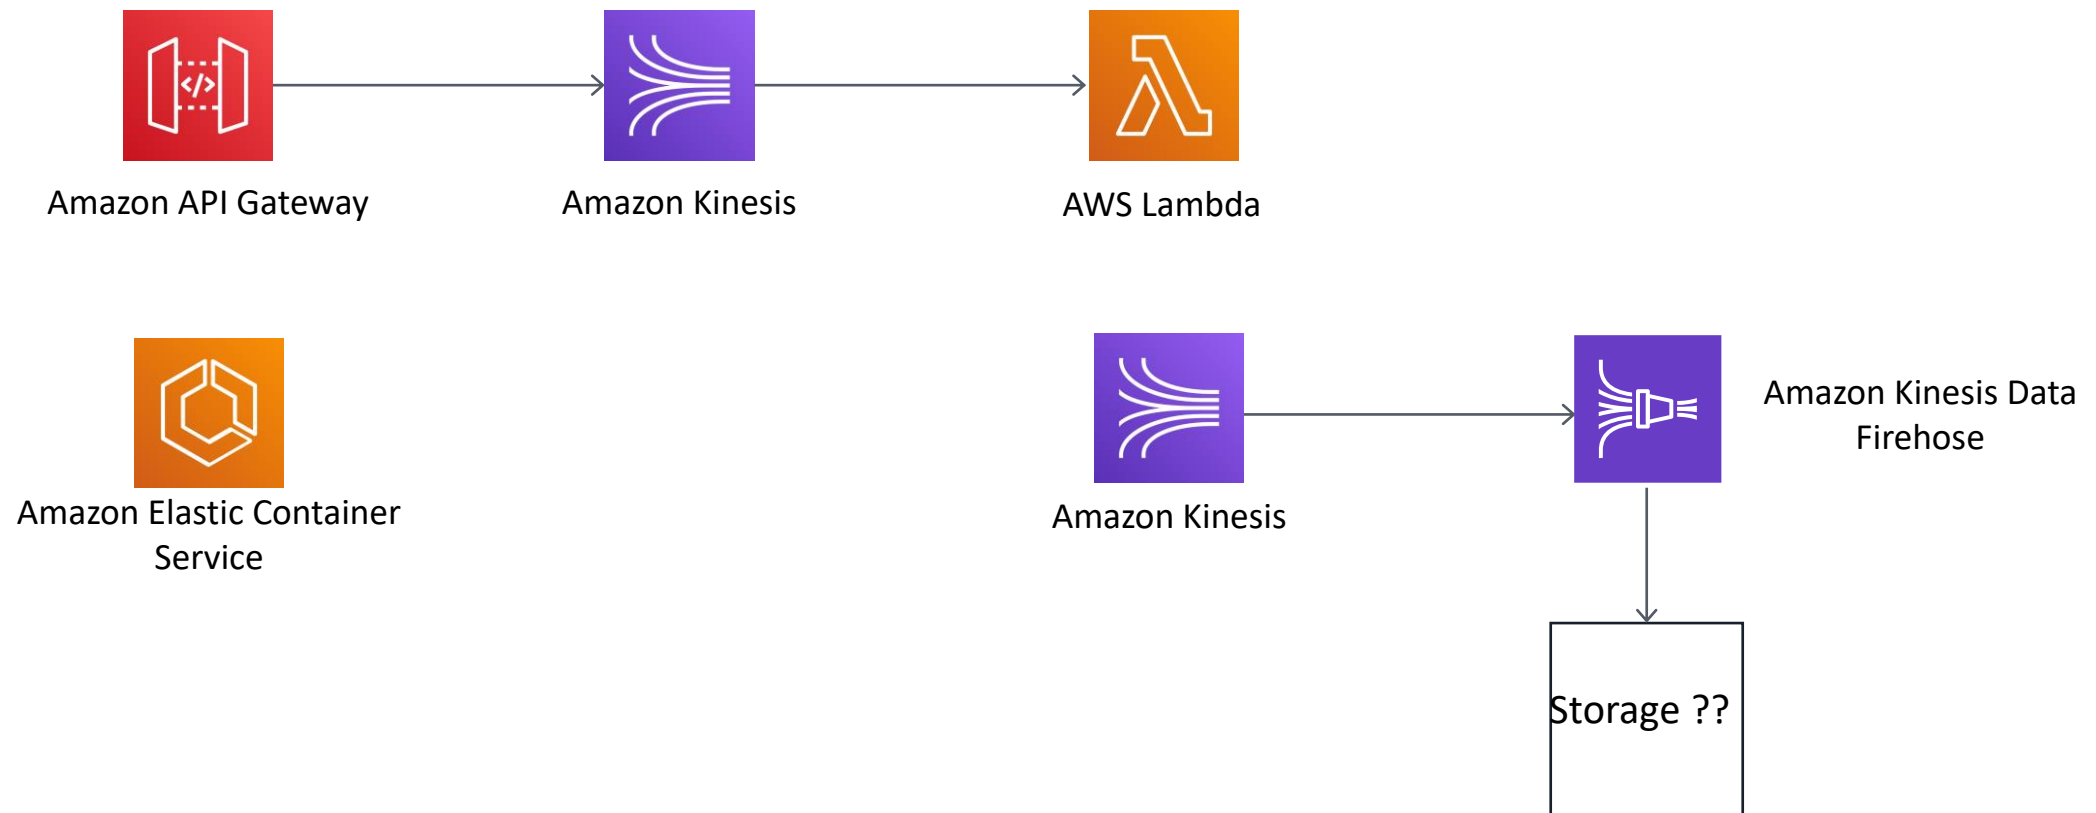 Amazon API Gateway
Amazon Kinesis
AWS Lambda
</>
Amazon Elastic Container
Service
Amazon Kinesis
Amazon Kinesis Data
Firehose
Storage ??